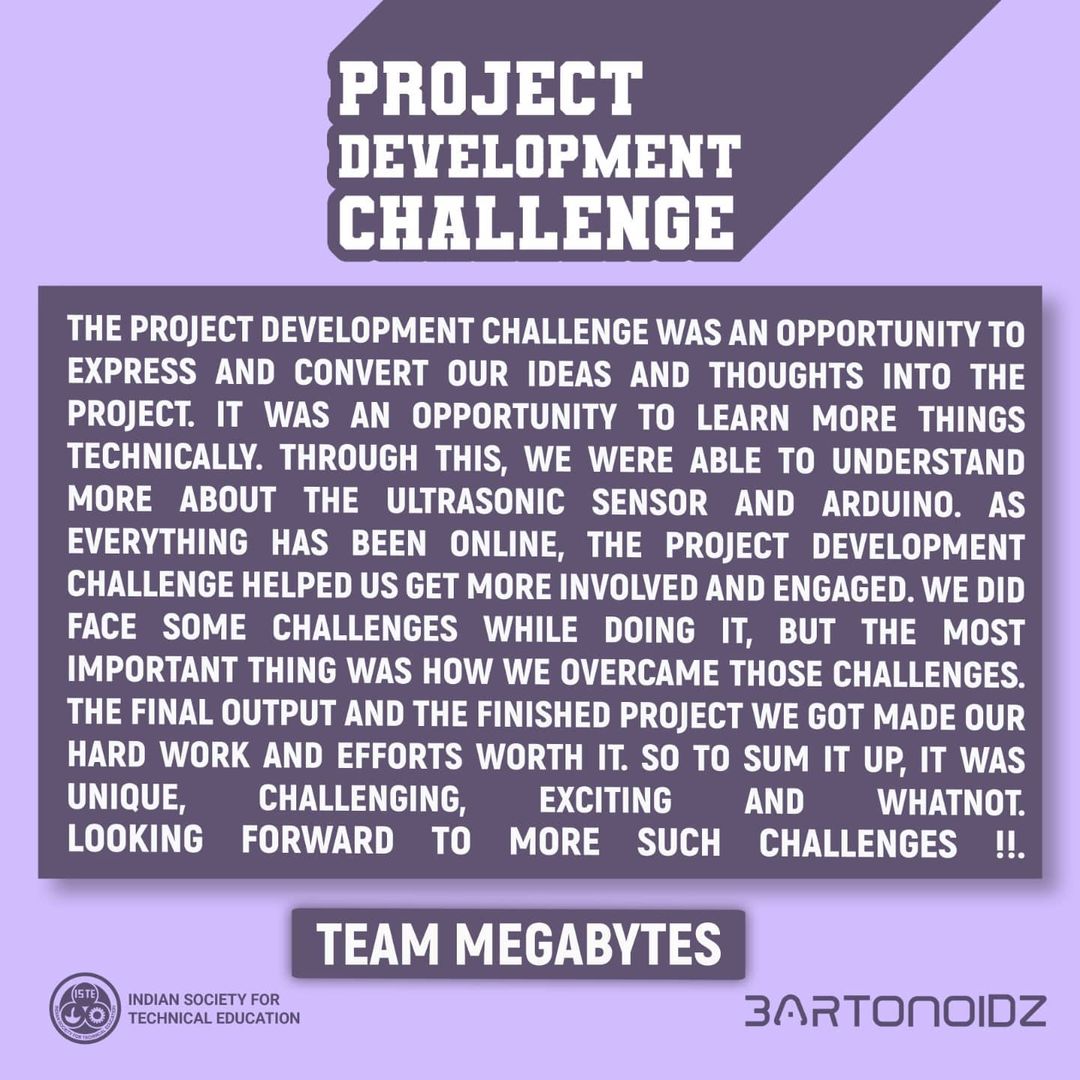 PROJECT
DEVELOPMENT
CHALLENGE
THE PROJECT DEVELOPMENT CHALLENGE WAS AN OPPORTUNITY TO
EXPRESS AND CONVERT OUR IDEAS AND THOUGHTS INTO THE
PROJECT. IT WAS AN OPPORTUNITY TO LEARN MORE THINGS
TECHNICALLY. THROUGH THIS, WE WERE ABLE TO UNDERSTAND
MORE ABOUT THE ULTRASONIC SENSOR AND ARDUINO. AS
EVERYTHING HAS BEEN ONLINE, THE PROJECT DEVELOPMENT
CHALLENGE HELPED US GET MORE INVOLVED AND ENGAGED. WE DID
FACE SOME CHALLENGES WHILE DOING IT, BUT THE MOST
IMPORTANT THING WAS HOW WE OVERCAME THOSE CHALLENGES.
THE FINAL OUTPUT AND THE FINISHED PROJECT WE GOT MADE OUR
HARD WORK AND EFFORTS WORTH IT. SO TO SUM IT UP, IT WAS
UNIQUE, CHALLENGING, EXCITING AND WHATNOT.
LOOKING FORWARD TO MORE SUCH CHALLENGES !!.
TEAM MEGABYTES
ISTE
INDIAN SOCIETY FOR
TECHNICAL EDUCATION
BARTONOIDZ